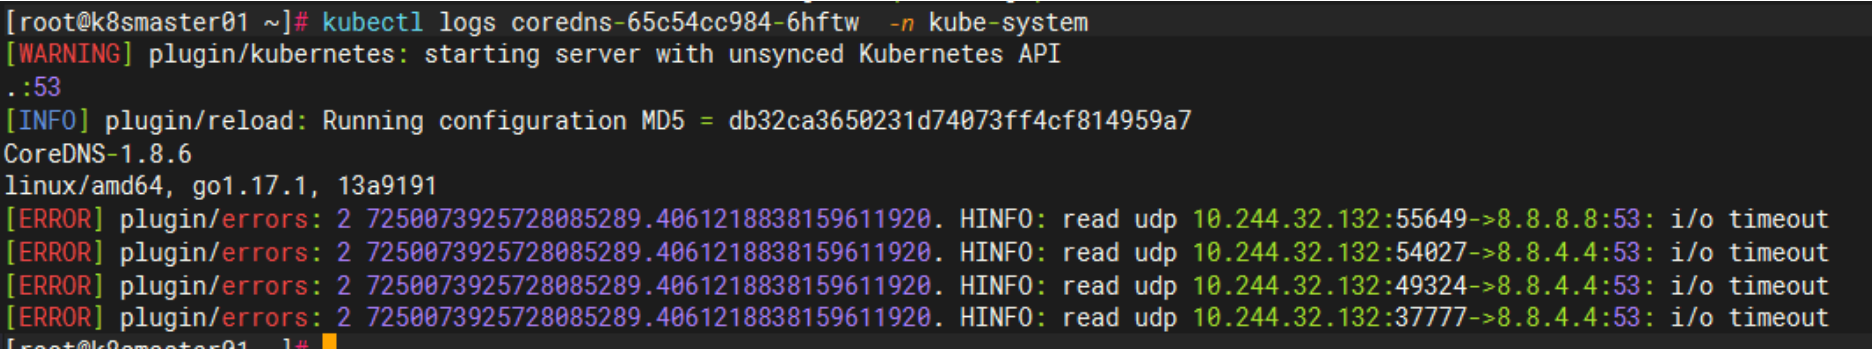 [root@k8smaster01 ~]# kubectl logs coredns-65c54cc984-6hftw  -n kube-system
[WARNING] plugin/kubernetes: starting server with unsynced Kubernetes API
.:53
[INFO] plugin/reload: Running configuration MD5 = db32ca3650231d74073ff4cf814959a7
CoreDNS-1.8.6
linux/amd64, go1.17.1, 13a9191
[ERROR] plugin/errors: 2 7250073925728085289.4061218838159611920. HINFO: read udp 10.244.32.132:55649->8.8.8.8:53: i/o timeout
[ERROR] plugin/errors: 2 7250073925728085289.4061218838159611920. HINFO: read udp 10.244.32.132:54027->8.8.4.4:53: i/o timeout
[ERROR] plugin/errors: 2 7250073925728085289.4061218838159611920. HINFO: read udp 10.244.32.132:49324->8.8.4.4:53: i/o timeout
[ERROR] plugin/errors: 2 7250073925728085289.4061218838159611920. HINFO: read udp 10.244.32.132:37777->8.8.4.4:53: i/o timeout
[root@k8smaster01 ~]#